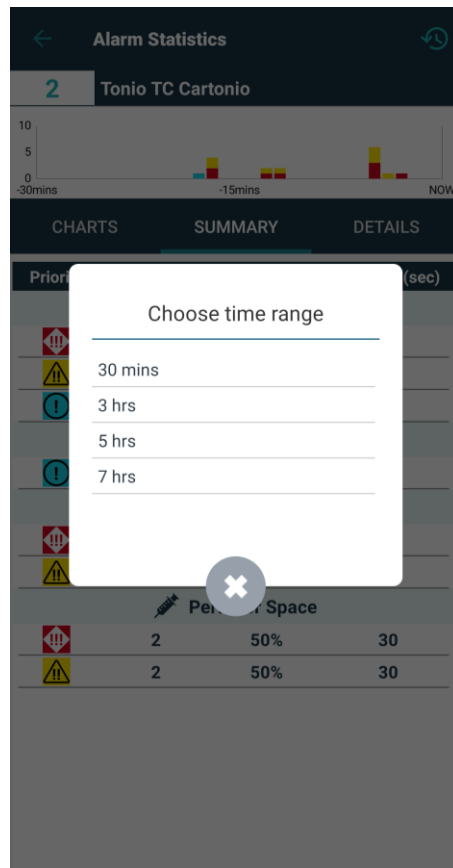 Alarm Statistics
2 Tonio TC Cartonio
10
5
0
-30mins -15mins NOW
CHARTS SUMMARY DETAILS
(sec)
Choose time range
30 mins
3 hrs
5 hrs
7 hrs
Space
2 50% 30
2 50% 30